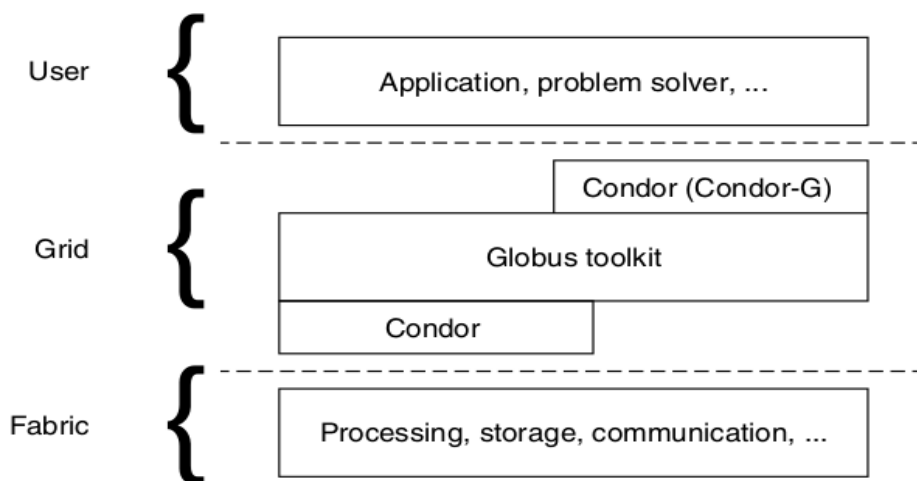 User
Application, problem solver, ...
Condor (Condor-G)
Grid
Globus toolkit
Condor
Fabric
Processing, storage, communication, ...